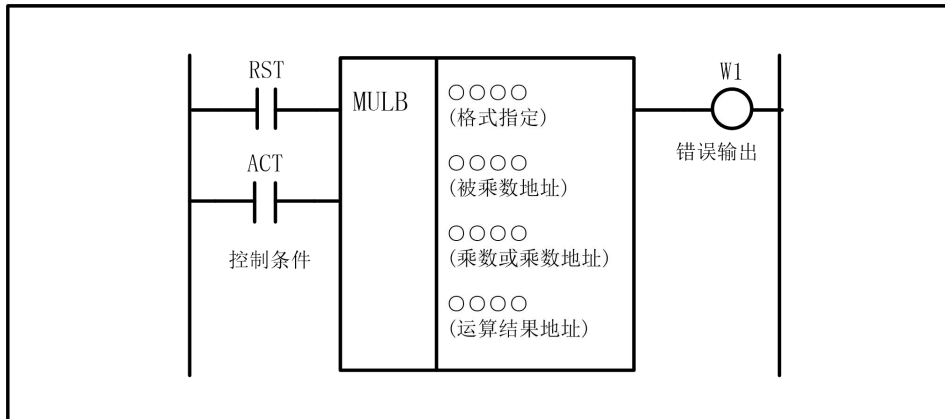 RST
ACT
控制条件
MULB
○○○○
(格式指定)
○○○○
(被乘数地址)
○○○○
(乘数或乘数地址)
○○○○
(运算结果地址)
W1
错误输出